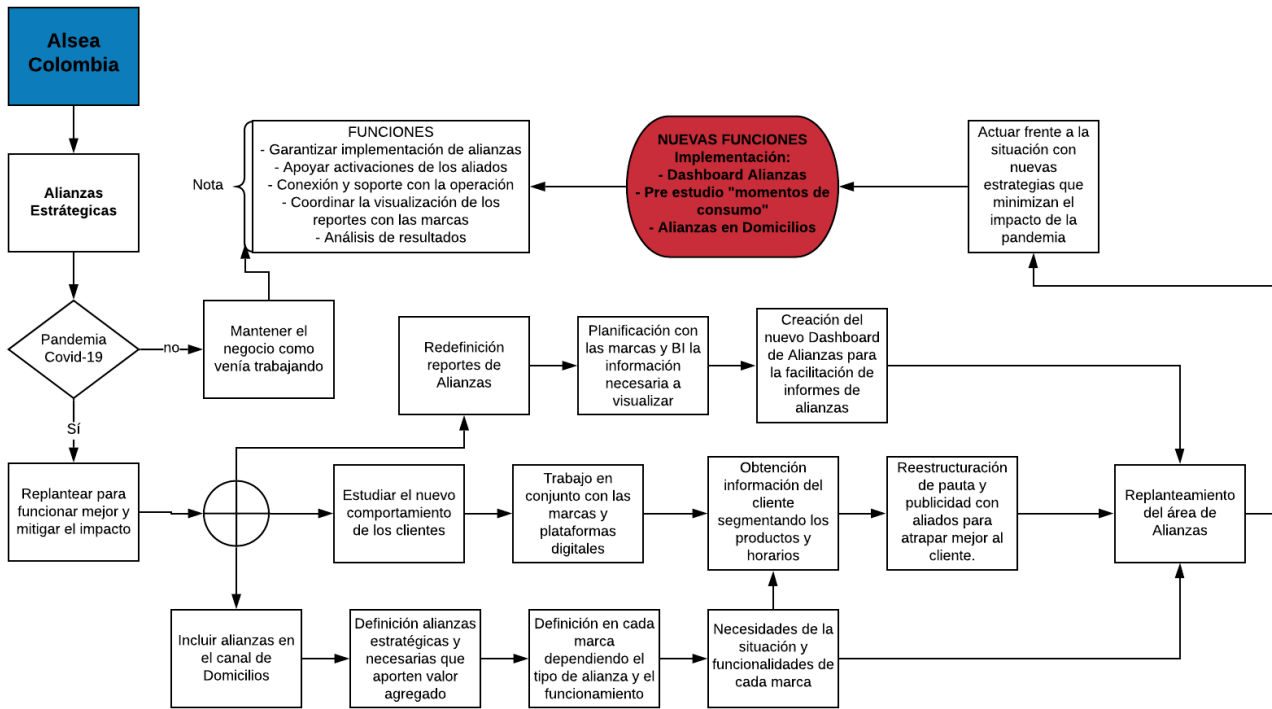 Alsea
Colombia
Alianzas
Estrátegicas
Pandemia
Covid-19
no
Mantener el
negocio como
venía trabajando
Nota
FUNCIONES
- Garantizar implementación de alianzas
- Apoyar activaciones de los aliados
- Conexión y soporte con la operación
- Coordinar la visualización de los
reportes con las marcas
- Análisis de resultados
NUEVAS FUNCIONES
Implementación:
- Dashboard Alianzas
- Pre estudio "momentos de
consumo"
- Alianzas en Domicilios
Actuar frente a la
situación con
nuevas
estrategias que
minimizan el
impacto de la
pandemia
Sí
Replantear para
funcionar mejor y
mitigar el impacto
Redefinición
reportes de
Alianzas
Planificación con
las marcas y BI la
información
necesaria a
visualizar
Creación del
nuevo Dashboard
de Alianzas para
la facilitación de
informes de
alianzas
Estudiar el nuevo
comportamiento
de los clientes
Trabajo en
conjunto con las
marcas y
plataformas
digitales
Obtención
información del
cliente
segmentando los
productos y
horarios
Reestructuración
de pauta y
publicidad con
aliados para
atrapar mejor al
cliente.
Replanteamiento
del área de
Alianzas
Incluir alianzas en
el canal de
Domicilios
Definición alianzas
estratégicas y
necesarias que
aporten valor
agregado
Definición en cada
marca
dependiendo el
tipo de alianza y el
funcionamiento
Necesidades de la
situación y
funcionalidades de
cada marca